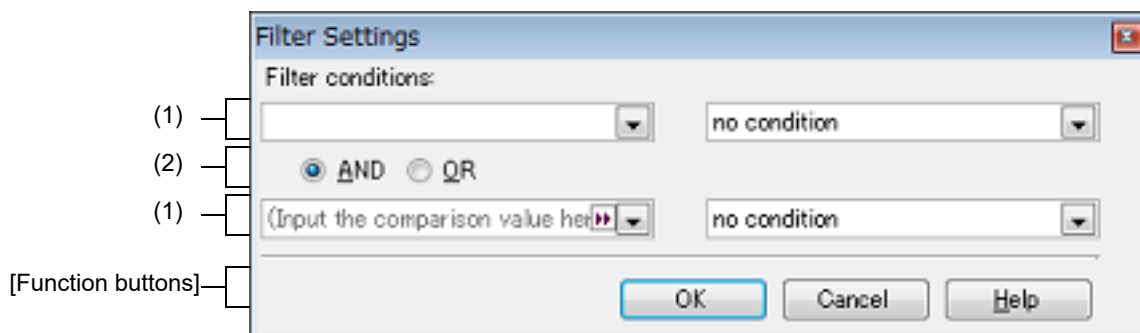 Filter Settings
Filter conditions:
(1) no condition
(2) AND OR
(1) (Input the comparison value her no condition
[Function buttons] OK Cancel Help